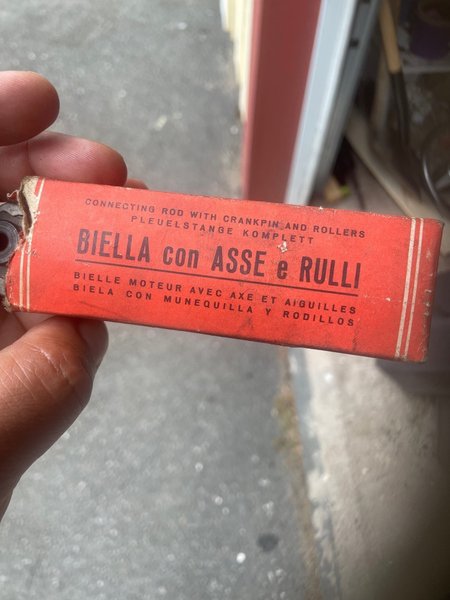 CONNECTING ROD WITH CRANKPIN AND ROLLERS
PLEUELSTANGE KOMPLETT
BIELLA con ASSE e RULLI
BIELLE MOTEUR AVEC AXE ET AIGUILLES
BIELA CON MUNEQUILLA Y RODILLOS